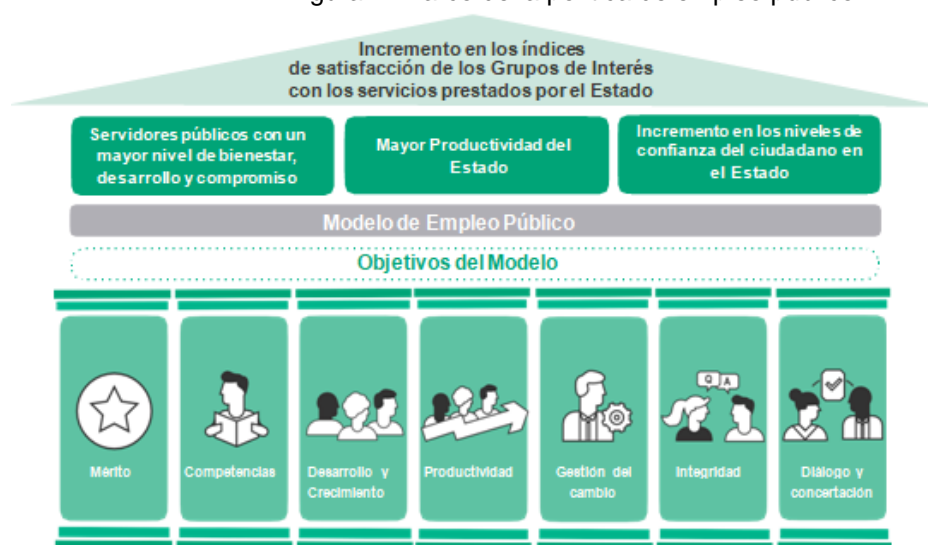 Incremento en los índices
de satisfacción de los Grupos de Interés
con los servicios prestados por el Estado
Servidores públicos con un
mayor nivel de bienestar,
desarrollo y compromiso
Mayor Productividad del
Estado
Incremento en los niveles de
confianza del ciudadano en
el Estado
Modelo de Empleo Público
Objetivos del Modelo
Q A
Mérito
Competencias
Desarrollo y
Crecimiento
Productividad
Gestión del
cambio
Integridad
Diálogo y
concertación